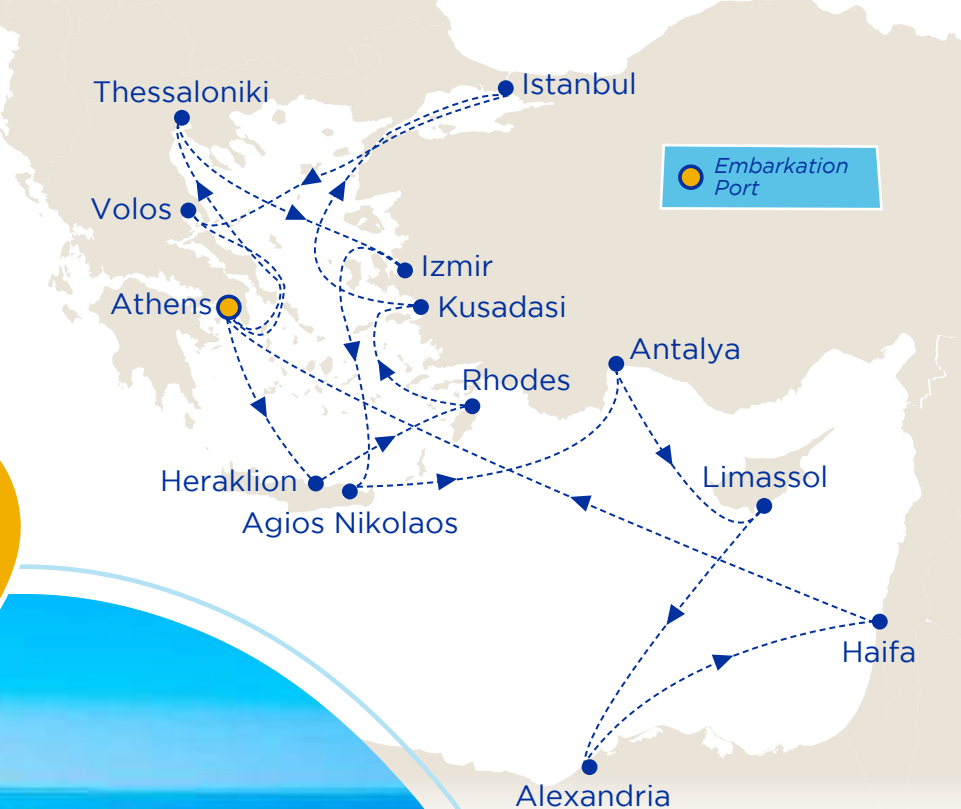 Istanbul
Thessaloniki
Embarkation
Port
Volos
Izmir
Athens
Kusadasi
Antalya
Rhodes
Limassol
Heraklion
Agios Nikolaos
Haifa
Alexandria